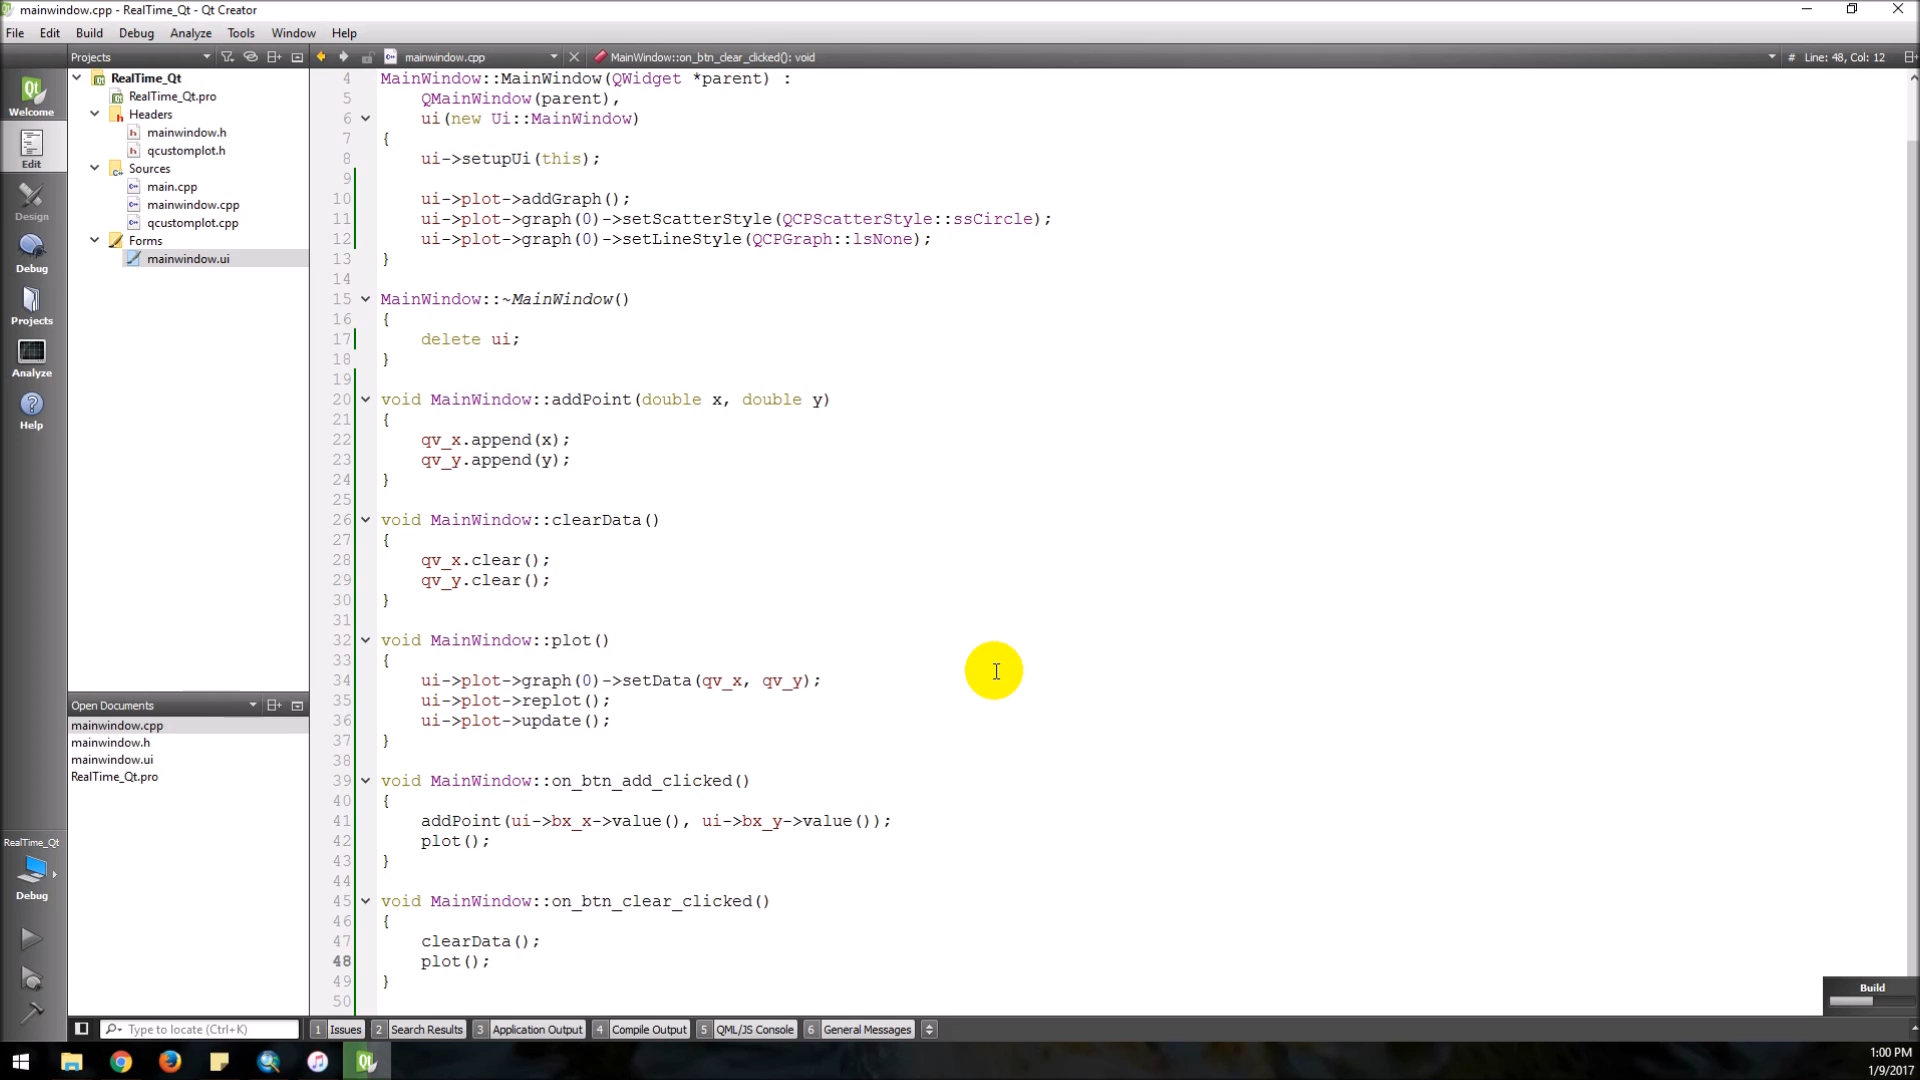 mainwindow.cpp - RealTime_Qt - Qt Creator
File Edit Build Debug Analyze Tools Window Help
Projects mainwindow.cpp MainWindow::on_btn_clear_clicked(): void # Line: 48, Col: 12
Welcome
Edit
Design
Debug
Projects
Analyze
Help
RealTime_Qt
Debug
RealTime_Qt
RealTime_Qt.pro
Headers
mainwindow.h
qcustomplot.h
Sources
main.cpp
mainwindow.cpp
qcustomplot.cpp
Forms
mainwindow.ui
Open Documents
mainwindow.cpp
mainwindow.h
mainwindow.ui
RealTime_Qt.pro
4 MainWindow::MainWindow(QWidget *parent) :
5 QMainWindow(parent),
6 ui(new Ui::MainWindow)
7 {
8 ui->setupUi(this);
9
10 ui->plot->addGraph();
11 ui->plot->graph(0)->setScatterStyle(QCPScatterStyle::ssCircle);
12 ui->plot->graph(0)->setLineStyle(QCPGraph::lsNone);
13 }
14
15 MainWindow::~MainWindow()
16 {
17 delete ui;
18 }
19
20 void MainWindow::addPoint(double x, double y)
21 {
22 qv_x.append(x);
23 qv_y.append(y);
24 }
25
26 void MainWindow::clearData()
27 {
28 qv_x.clear();
29 qv_y.clear();
30 }
31
32 void MainWindow::plot()
33 {
34 ui->plot->graph(0)->setData(qv_x, qv_y);
35 ui->plot->replot();
36 ui->plot->update();
37 }
38
39 void MainWindow::on_btn_add_clicked()
40 {
41 addPoint(ui->bx_x->value(), ui->bx_y->value());
42 plot();
43 }
44
45 void MainWindow::on_btn_clear_clicked()
46 {
47 clearData();
48 plot();
49 }
50
Build
Type to locate (Ctrl+K) 1 Issues 2 Search Results 3 Application Output 4 Compile Output 5 QML/JS Console 6 General Messages
1:00 PM
1/9/2017